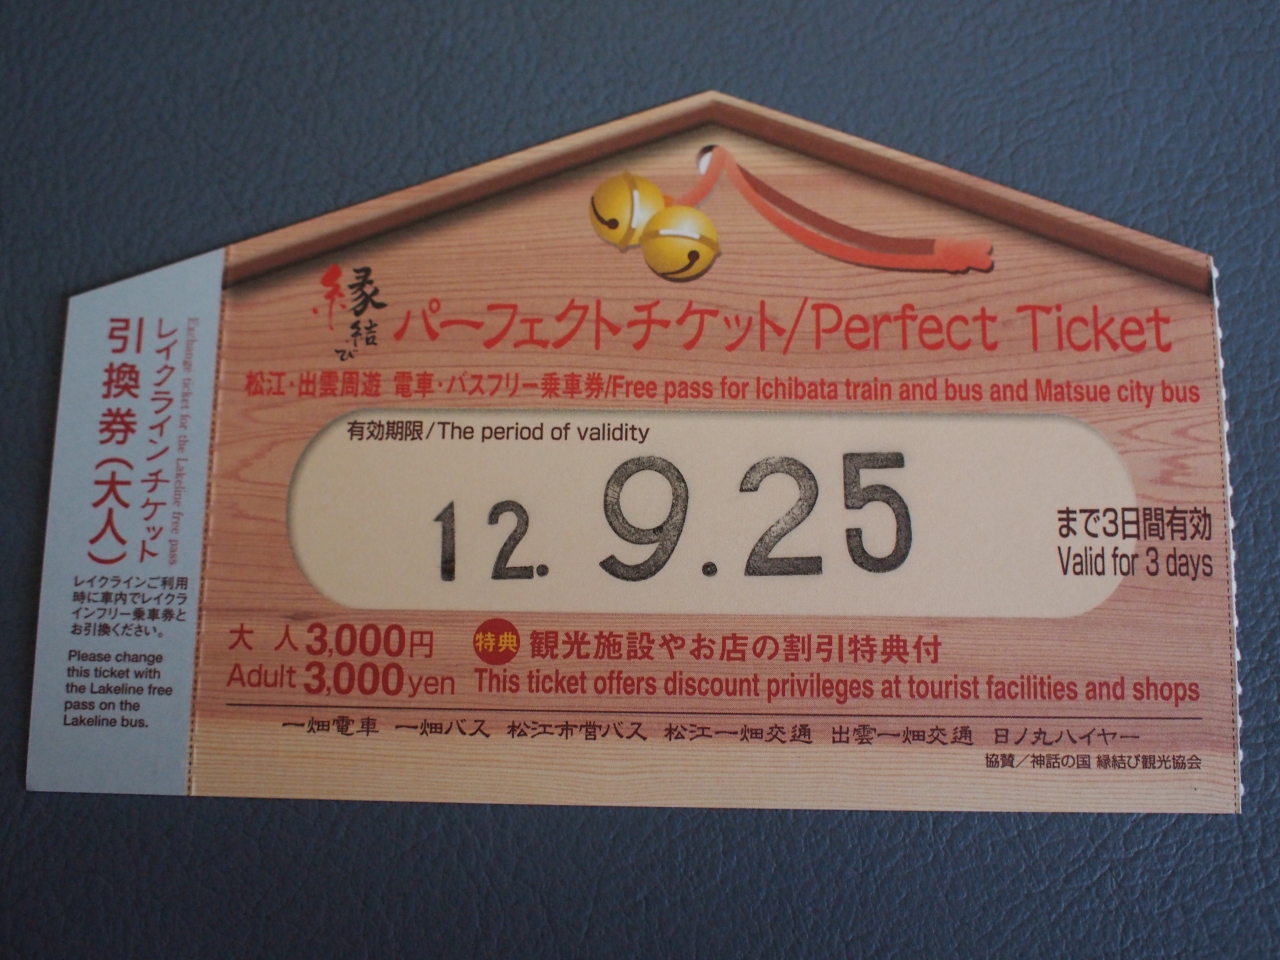 縁結び パーフェクトチケット/Perfect Ticket
松江・出雲周遊 電車・バスフリー乗車券/Free pass for Ichibata train and bus and Matsue city bus
有効期限/The period of validity
12. 9.25
まで3日間有効
Valid for 3 days
大人3,000円
Adult 3,000yen
特典 観光施設やお店の割引特典付
This ticket offers discount privileges at tourist facilities and shops
一畑電車 一畑バス 松江市営バス 松江一畑交通 出雲一畑交通 日ノ丸ハイヤー
協賛/神話の国 縁結び観光協会
Exchange ticket for the Lakeline free pass
レイクラインチケット
引換券(大人)
レイクラインご利用
時に車内でレイクラ
インフリー乗車券と
お引換ください。
Please change
this ticket with
the Lakeline free
pass on the
Lakeline bus.